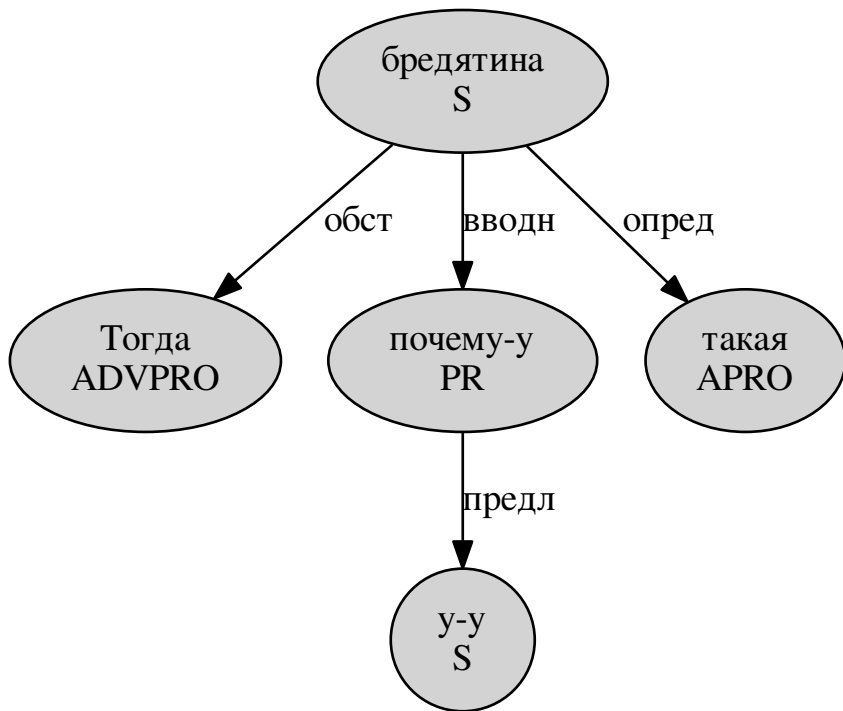 бредятина
S
обст
вводн
опред
Тогда
ADVPRO
почему-у
PR
такая
APRO
предл
у-у
S